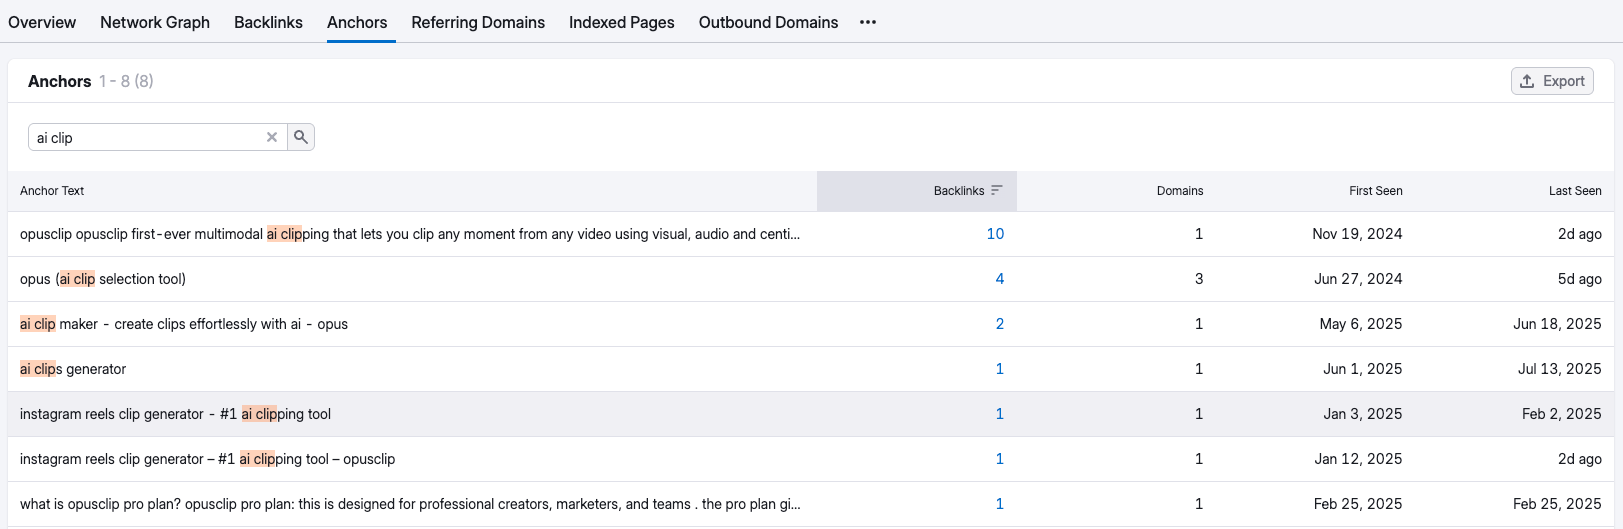 Overview Network Graph Backlinks Anchors Referring Domains Indexed Pages Outbound Domains •••
Anchors 1 - 8 (8) Export
ai clip
Anchor Text Backlinks Domains First Seen Last Seen
opusclip opusclip first-ever multimodal ai clipping that lets you clip any moment from any video using visual, audio and centi... 10 1 Nov 19, 2024 2d ago
opus (ai clip selection tool) 4 3 Jun 27, 2024 5d ago
ai clip maker - create clips effortlessly with ai - opus 2 1 May 6, 2025 Jun 18, 2025
ai clips generator 1 1 Jun 1, 2025 Jul 13, 2025
instagram reels clip generator - #1 ai clipping tool 1 1 Jan 3, 2025 Feb 2, 2025
instagram reels clip generator – #1 ai clipping tool – opusclip 1 1 Jan 12, 2025 2d ago
what is opusclip pro plan? opusclip pro plan: this is designed for professional creators, marketers, and teams . the pro plan gi... 1 1 Feb 25, 2025 Feb 25, 2025